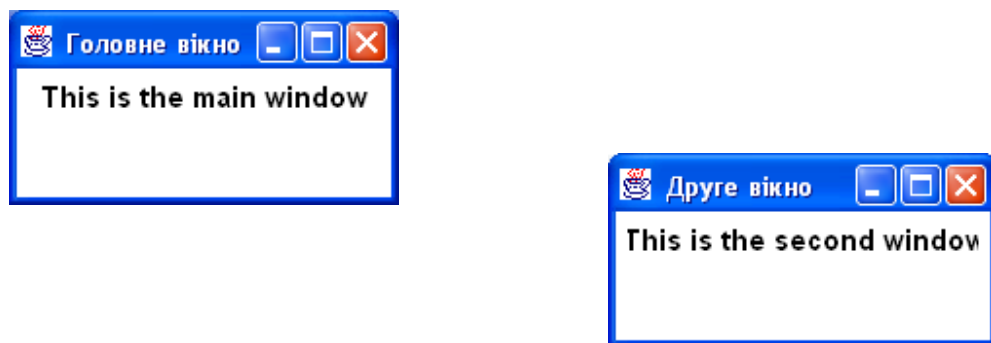 Головне вікно
This is the main window
Друге вікно
This is the second window